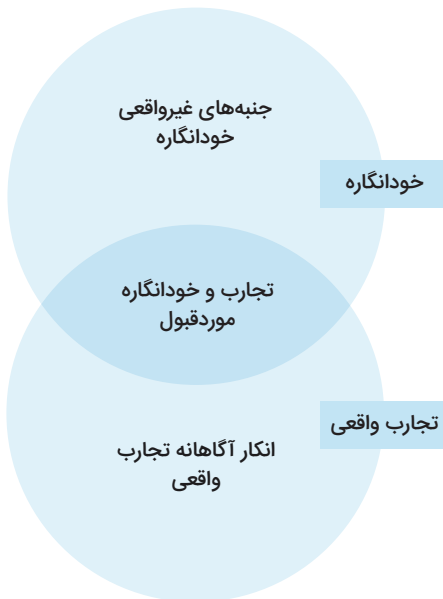 جنبه‌های غیرواقعی
خودانگاره
خودانگاره
تجارب و خودانگاره
موردقبول
تجارب واقعی
انکار آگاهانه تجارب
واقعی